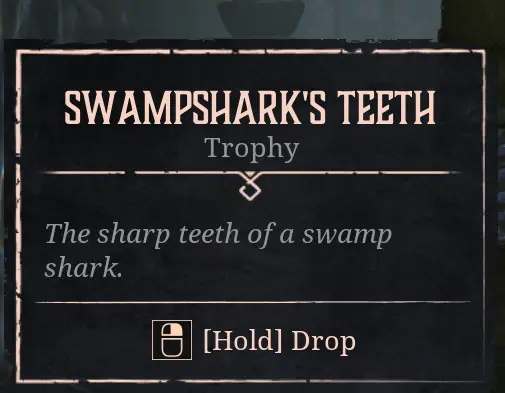 SWAMPSHARK'S TEETH
Trophy
The sharp teeth of a swamp
shark.
[Hold] Drop